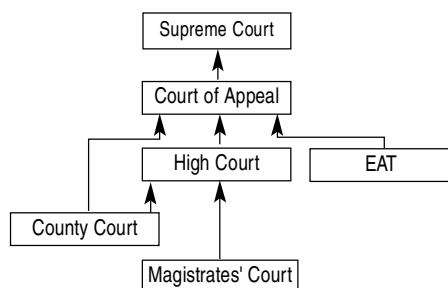 Supreme Court
Court of Appeal
High Court
EAT
County Court
Magistrates' Court